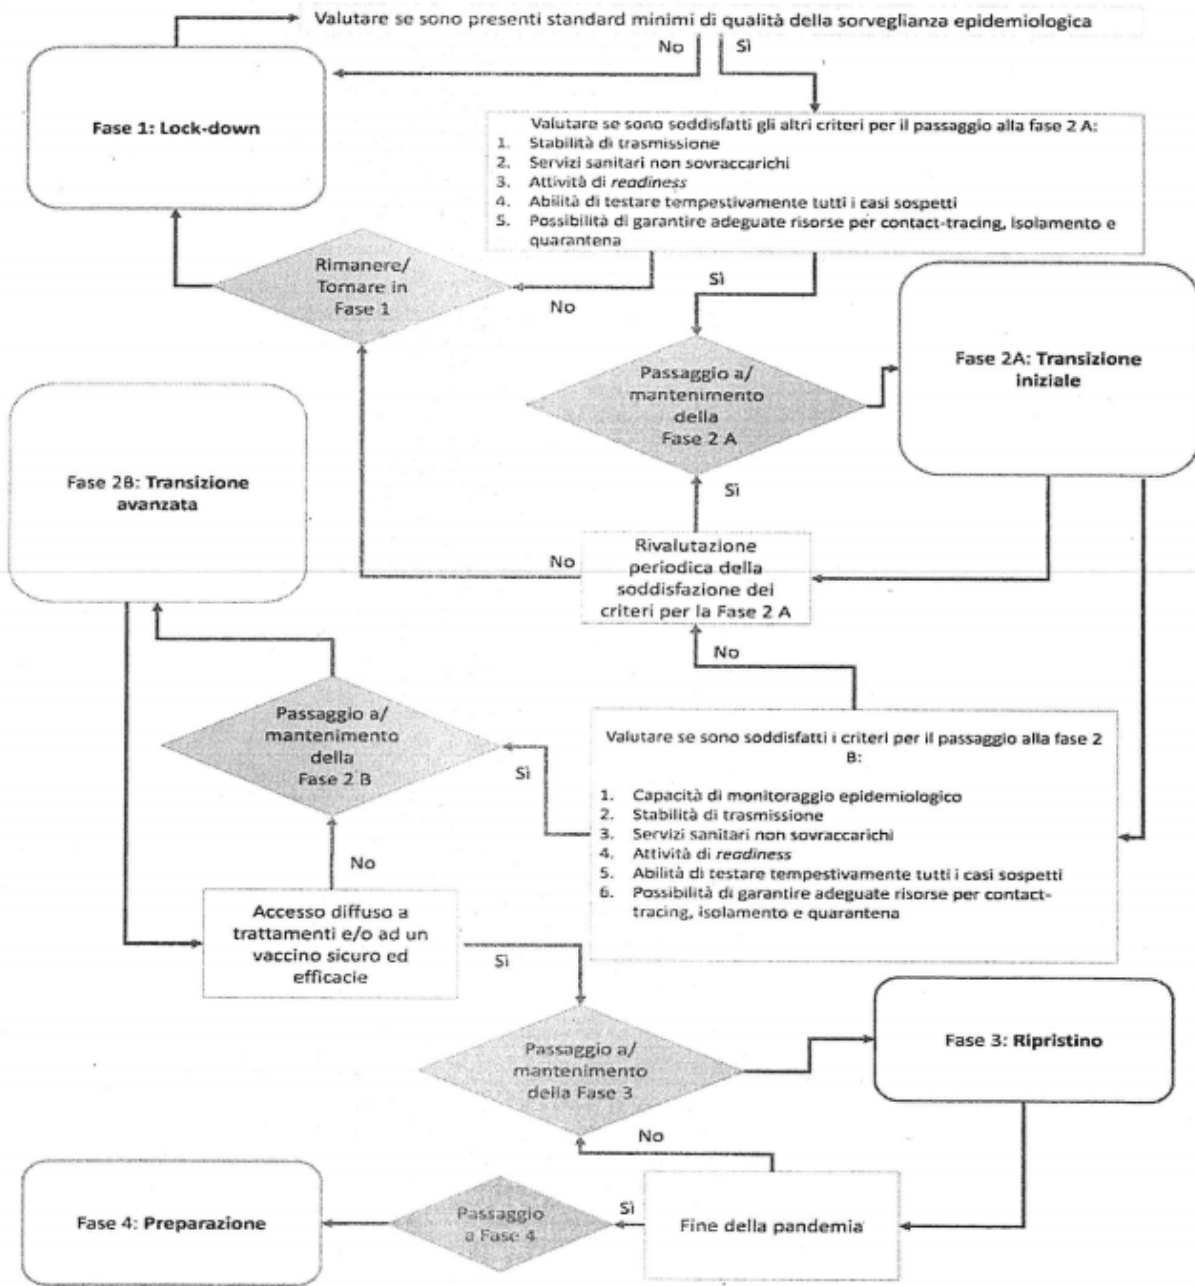 Valutare se sono presenti standard minimi di qualità della sorveglianza epidemiologica
No
Sì
Fase 1: Lock-down
Valutare se sono soddisfatti gli altri criteri per il passaggio alla fase 2 A:
1. Stabilità di trasmissione
2. Servizi sanitari non sovraccarichi
3. Attività di readiness
4. Abilità di testare tempestivamente tutti i casi sospetti
5. Possibilità di garantire adeguate risorse per contact-tracing, isolamento e
quarantena
Rimanere/
Tornare in
Fase 1
No
Sì
Passaggio a/
mantenimento
della
Fase 2 A
Fase 2A: Transizione
iniziale
Fase 2B: Transizione
avanzata
Sì
No
Rivalutazione
periodica della
soddisfazione dei
criteri per la Fase 2 A
No
Passaggio a/
mantenimento
della
Fase 2 B
Sì
Valutare se sono soddisfatti i criteri per il passaggio alla fase 2
B:
1. Capacità di monitoraggio epidemiologico
2. Stabilità di trasmissione
3. Servizi sanitari non sovraccarichi
4. Attività di readiness
5. Abilità di testare tempestivamente tutti i casi sospetti
6. Possibilità di garantire adeguate risorse per contact-
tracing, isolamento e quarantena
No
Accesso diffuso a
trattamenti e/o ad un
vaccino sicuro ed
efficacie
Sì
Passaggio a/
mantenimento
della Fase 3
Fase 3: Ripristino
No
Fine della pandemia
Sì
Passaggio
a Fase 4
Fase 4: Preparazione